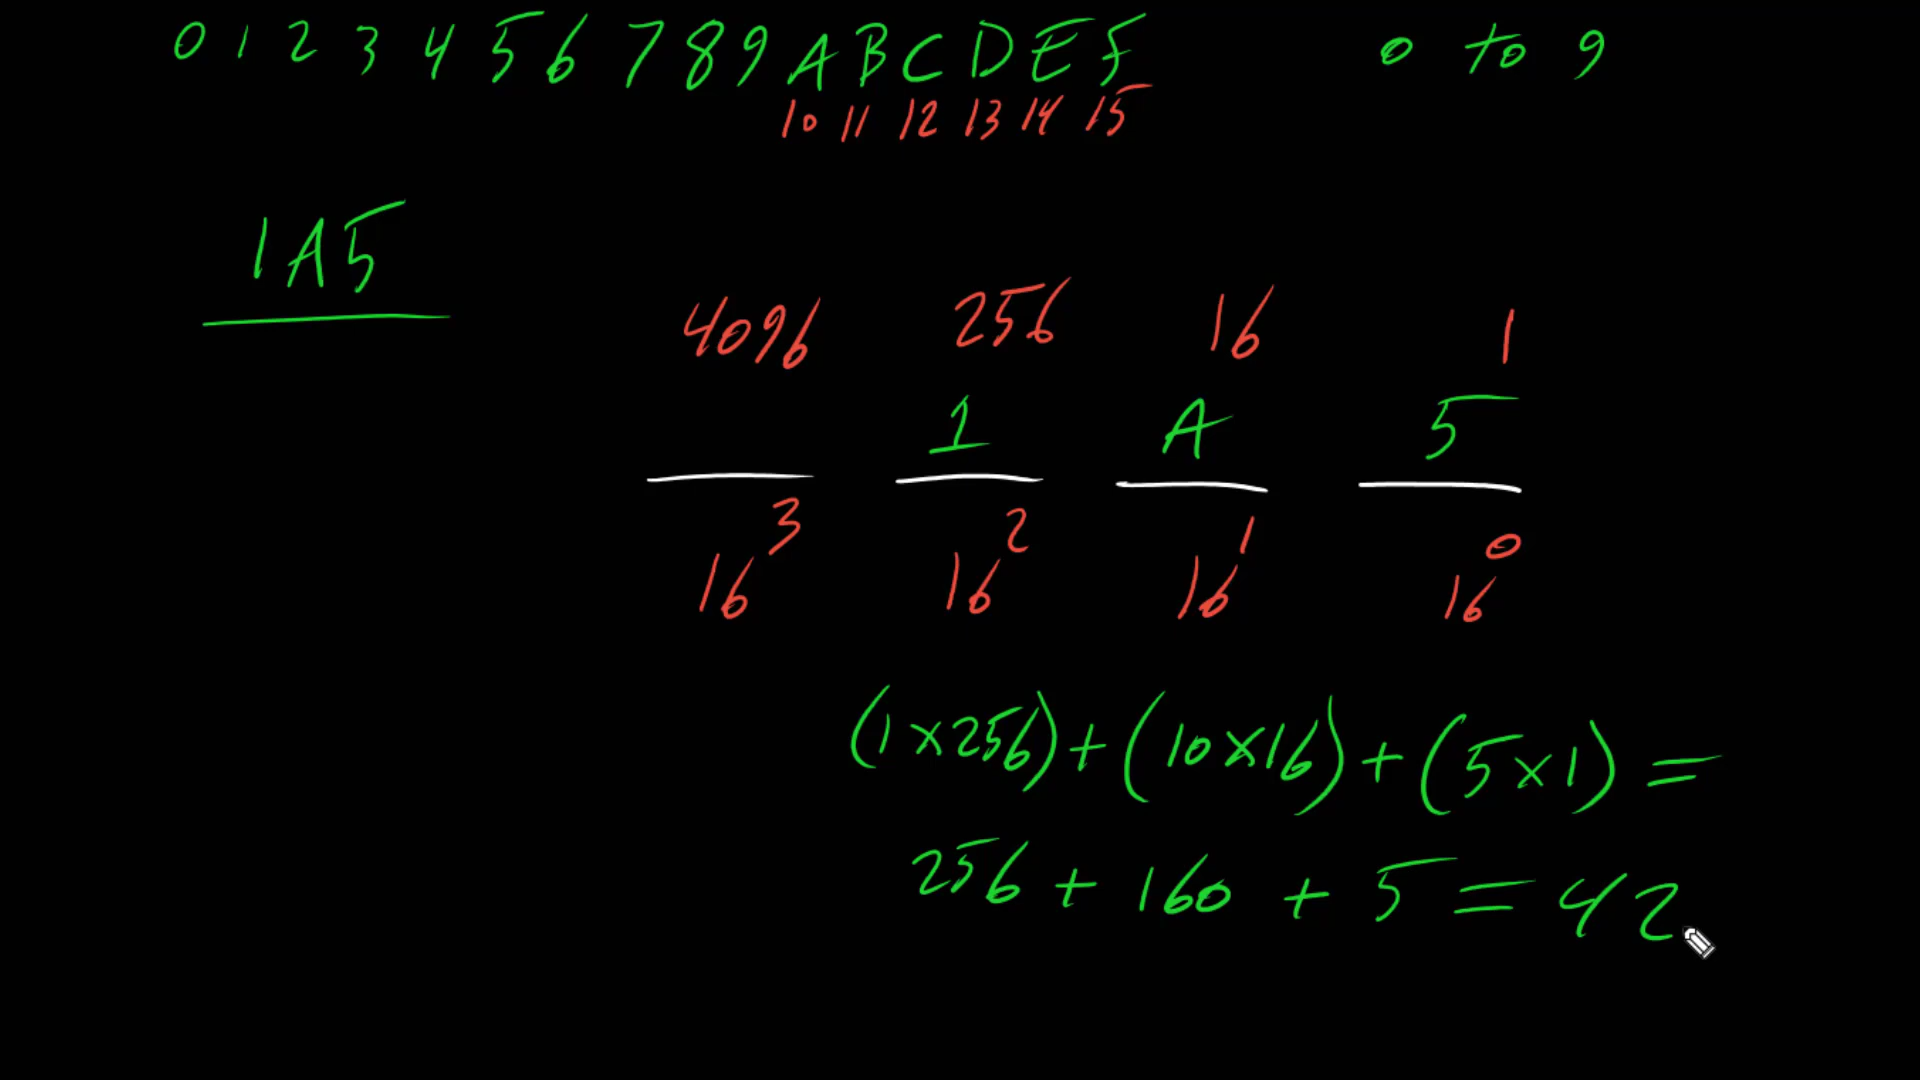 0 1 2 3 4 5 6 7 8 9 A B C D E F 0 to 9
10 11 12 13 14 15
1A5
4096 256 16 1
1 A 5
16^3 16^2 16^1 16^0
(1×256)+(10×16)+(5×1)=
256+160+5=42